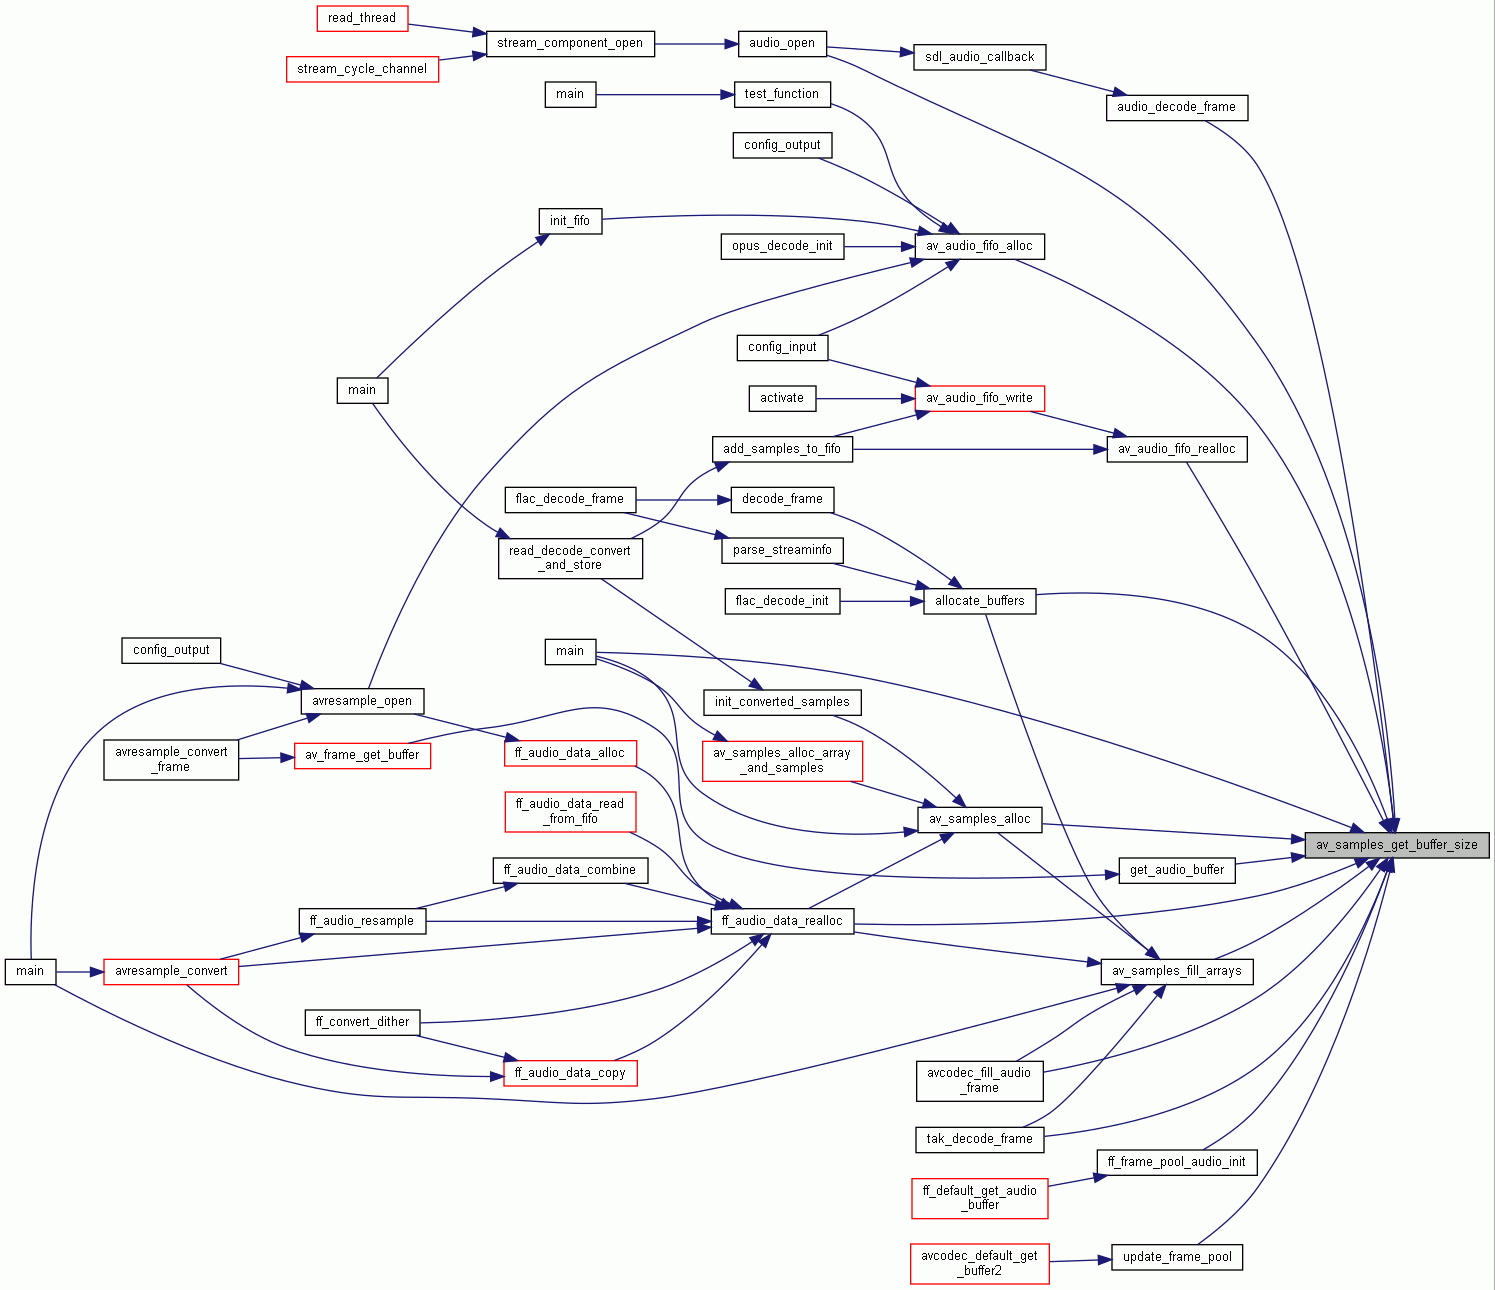 read_thread
stream_component_open
audio_open
sdl_audio_callback
stream_cycle_channel
main
test_function
audio_decode_frame
config_output
init_fifo
opus_decode_init
av_audio_fifo_alloc
config_input
main
activate
av_audio_fifo_write
add_samples_to_fifo
av_audio_fifo_realloc
flac_decode_frame
decode_frame
read_decode_convert
_and_store
parse_streaminfo
flac_decode_init
allocate_buffers
config_output
main
avresample_open
init_converted_samples
avresample_convert
_frame
av_frame_get_buffer
ff_audio_data_alloc
av_samples_alloc_array
_and_samples
ff_audio_data_read
_from_fifo
av_samples_alloc
av_samples_get_buffer_size
ff_audio_data_combine
get_audio_buffer
ff_audio_resample
ff_audio_data_realloc
main
avresample_convert
av_samples_fill_arrays
ff_convert_dither
ff_audio_data_copy
avcodec_fill_audio
_frame
tak_decode_frame
ff_frame_pool_audio_init
ff_default_get_audio
_buffer
avcodec_default_get
_buffer2
update_frame_pool